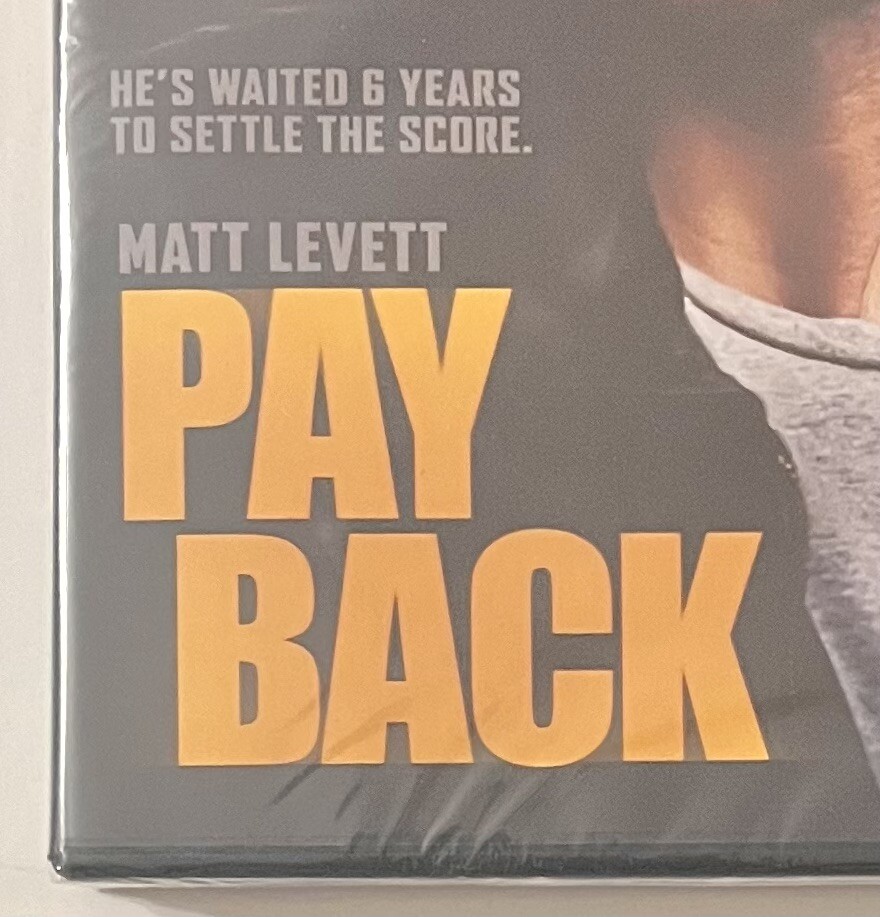 HE'S WAITED 6 YEARS
TO SETTLE THE SCORE.
MATT LEVETT
PAY
BACK